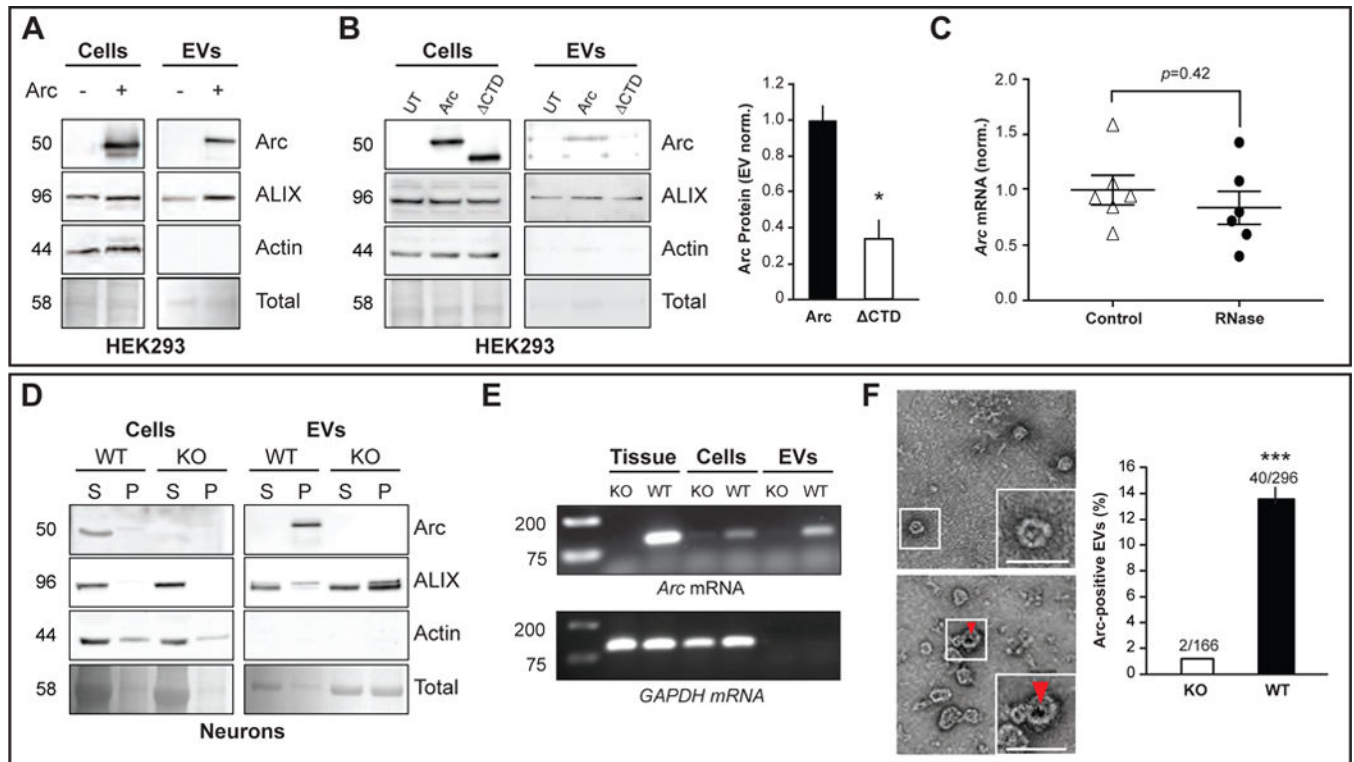 A
Cells EVs
Arc - + - +
50 Arc
96 ALIX
44 Actin
58 Total
HEK293
B
Cells EVs
UT Arc ΔCTD UT Arc ΔCTD
50 Arc
96 ALIX
44 Actin
58 Total
HEK293
Arc Protein (EV norm.)
1.2
1.0
0.8
0.6
0.4
0.2
0
*
Arc ΔCTD
C
p=0.42
Arc mRNA (norm.)
2.0
1.5
1.0
0.5
0.0
Control RNase
D
Cells EVs
WT KO WT KO
S P S P S P S P
50 Arc
96 ALIX
44 Actin
58 Total
Neurons
E
Tissue Cells EVs
KO WT KO WT KO WT
200
75
Arc mRNA
200
75
GAPDH mRNA
F
Arc-positive EVs (%)
16
14
12
10
8
6
4
2
0
***
40/296
2/166
KO WT